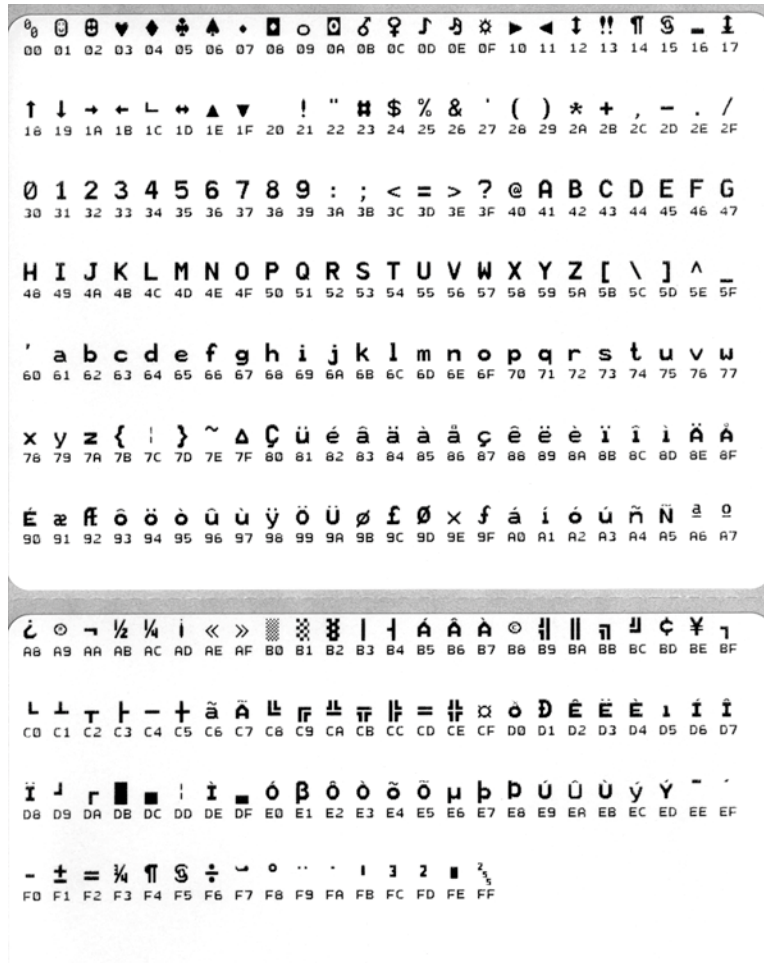 ⁰₀ ☺ ☻ ♥ ♦ ♣ ♠ • ◘ ○ ◙ ♂ ♀ ♪ ♫ ☼ ► ◄ ↕ ‼ ¶ § ▬ ↨
00 01 02 03 04 05 06 07 08 09 0A 0B 0C 0D 0E 0F 10 11 12 13 14 15 16 17
↑ ↓ → ← ∟ ↔ ▲ ▼ ! " # $ % & ' ( ) * + , - . /
18 19 1A 1B 1C 1D 1E 1F 20 21 22 23 24 25 26 27 28 29 2A 2B 2C 2D 2E 2F
0 1 2 3 4 5 6 7 8 9 : ; < = > ? @ A B C D E F G
30 31 32 33 34 35 36 37 38 39 3A 3B 3C 3D 3E 3F 40 41 42 43 44 45 46 47
H I J K L M N O P Q R S T U V W X Y Z [ \ ] ^ _
48 49 4A 4B 4C 4D 4E 4F 50 51 52 53 54 55 56 57 58 59 5A 5B 5C 5D 5E 5F
' a b c d e f g h i j k l m n o p q r s t u v w
60 61 62 63 64 65 66 67 68 69 6A 6B 6C 6D 6E 6F 70 71 72 73 74 75 76 77
x y z { ¦ } ~ ∆ Ç ü é â ä à å ç ê ë è ï î ì Ä Å
78 79 7A 7B 7C 7D 7E 7F 80 81 82 83 84 85 86 87 88 89 8A 8B 8C 8D 8E 8F
É æ Æ ô ö ò û ù ÿ Ö Ü ø £ Ø × ƒ á í ó ú ñ Ñ ª º
90 91 92 93 94 95 96 97 98 99 9A 9B 9C 9D 9E 9F A0 A1 A2 A3 A4 A5 A6 A7
¿ ® ¬ ½ ¼ ¡ « » ░ ▒ ▓ │ ┤ Á Â À © ╣ ║ ╗ ╝ ¢ ¥ ┐
A8 A9 AA AB AC AD AE AF B0 B1 B2 B3 B4 B5 B6 B7 B8 B9 BA BB BC BD BE BF
└ ┴ ┬ ├ ─ ┼ ã Ã ╚ ╔ ╩ ╦ ╠ ═ ╬ ¤ ð Ð Ê Ë È ı Í Î
C0 C1 C2 C3 C4 C5 C6 C7 C8 C9 CA CB CC CD CE CF D0 D1 D2 D3 D4 D5 D6 D7
Ï ┘ ┌ █ ▄ ¦ Ì ▬ Ó β Ô Ò õ Õ µ þ Þ Ú Û Ù ý Ý ¯ ´
D8 D9 DA DB DC DD DE DF E0 E1 E2 E3 E4 E5 E6 E7 E8 E9 EA EB EC ED EE EF
- ± = ¾ ¶ § ÷ ¸ ° ¨ · ¹ ³ ² ■ ²₅₅
F0 F1 F2 F3 F4 F5 F6 F7 F8 F9 FA FB FC FD FE FF